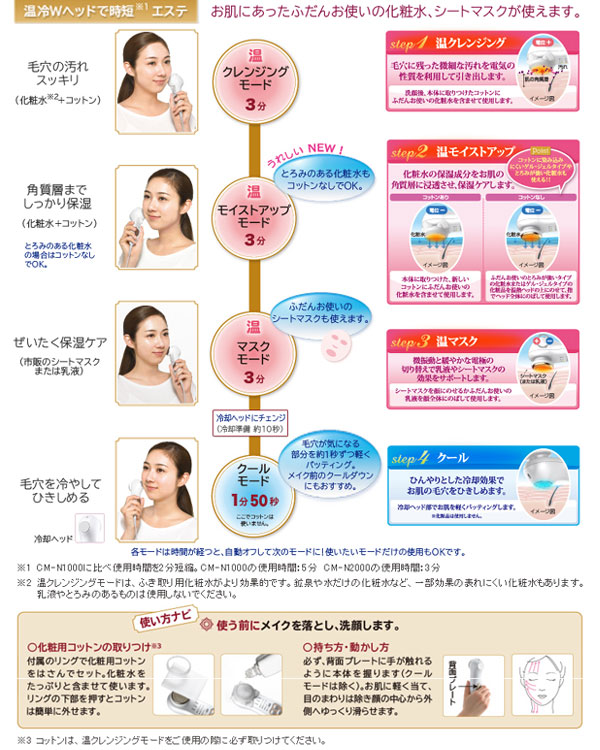 温冷Wヘッドで時短※1 エステ
お肌にあったふだんお使いの化粧水、シートマスクが使えます。
毛穴の汚れ
スッキリ
(化粧水※2+コットン)
温
クレンジング
モード
3分
step1 温クレンジング
毛穴に残った微細な汚れを電気の
性質を利用して引き出します。
洗顔後、本体に取りつけたコットンに
ふだんお使いの化粧水を含ませて使用します。
電位 +
汚れ
肌の角質層
イメージ図
うれしいNEW!
とろみのある化粧水も
コットンなしでOK。
角質層まで
しっかり保湿
(化粧水+コットン)
とろみのある化粧水
の場合はコットンなし
でOK。
温
モイストアップ
モード
3分
step2 温モイストアップ
Point
コットンに染み込み
にくいゲル・ジェルタイプや
とろみが強い化粧水も
使える!!
化粧水の保湿成分をお肌の
角質層に浸透させ、保湿ケアします。
コットンあり
電位 −
化粧水
イメージ図
本体に取りつけた、新しい
コットンにふだんお使いの
化粧水を含ませて使用します。
コットンなし
電位 −
化粧水
イメージ図
ふだんお使いのとろみが強いタイプ
の化粧水またはゲル・ジェルタイプの
化粧品を温熱ヘッドの上にのせて、指
でヘッド全体にのばして使用します。
ふだんお使いの
シートマスクも使えます。
ぜいたく保湿ケア
(市販のシートマスク
または乳液)
温
マスク
モード
3分
step3 温マスク
微振動と緩やかな電極の
切り替えで乳液やシートマスクの
効果をサポートします。
シートマスクを顔にのせるかふだんお使いの
乳液を顔全体にのばして使用します。
シートマスク
(または乳液)
イメージ図
冷却ヘッドにチェンジ
(冷却準備 約10秒)
毛穴が気になる
部分を約1秒ずつ軽く
パッティング。
メイク前のクールダウン
にもおすすめ。
毛穴を冷やして
ひきしめる
冷却ヘッド
冷
クール
モード
1分50秒
ここでコットンは
使いません。
step4 クール
ひんやりとした冷却効果で
お肌の毛穴をひきしめます。
冷却ヘッド部でお肌を軽くパッティングします。
※化粧品は使用しません。
イメージ図
各モードは時間が経つと、自動オフして次のモードに!使いたいモードだけの使用もOKです。
※1 CM-N1000に比べ使用時間を2分短縮。CM-N1000の使用時間:5分 CM-N2000の使用時間:3分
※2 温クレンジングモードは、ふき取り用化粧水がより効果的です。鉱泉や水だけの化粧水など、一部効果の表れにくい化粧水もあります。
乳液やとろみのあるものは使用しないでください。
使い方ナビ
◎使う前にメイクを落とし、洗顔します。
○化粧用コットンの取りつけ※3
付属のリングで化粧用コットン
をはさんでセット。化粧水を
たっぷりと含ませて使います。
リングの下部を押すとコットン
は簡単に外せます。
○持ち方・動かし方
必ず、背面プレートに手が触れる
ように本体を握ります(クール
モードは除く)。お肌に軽く当て、
目のまわりは除き顔の中心から外
側へゆっくり滑らせます。
背面プレート
※3 コットンは、温クレンジングモードをご使用の際に必ず取りつけてください。